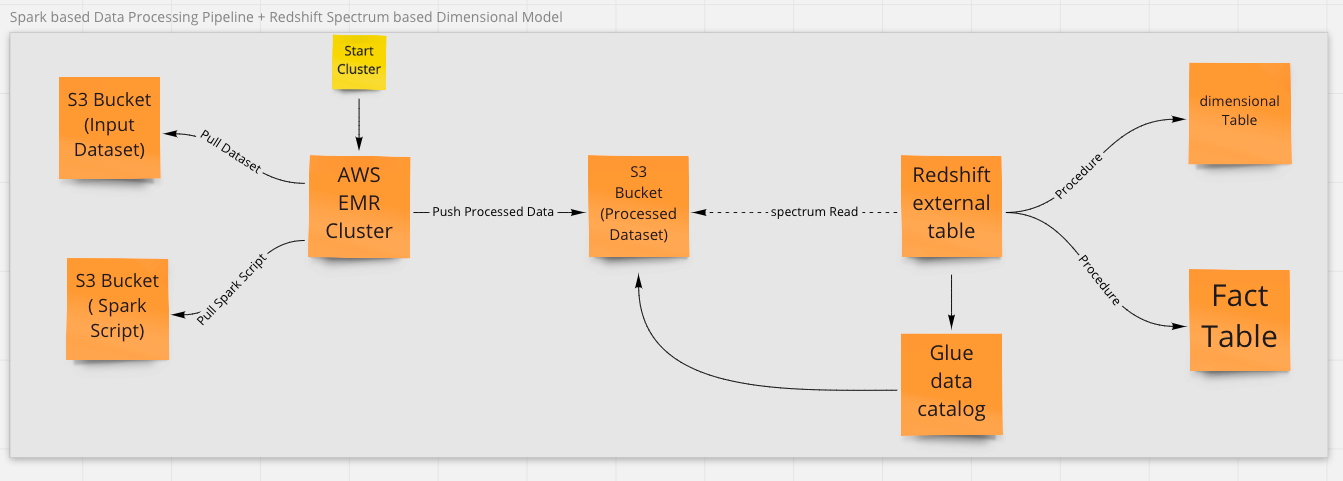 Spark based Data Processing Pipeline + Redshift Spectrum based Dimensional Model
Start
Cluster
S3 Bucket
(Input
Dataset)
Pull Dataset
AWS
EMR
Cluster
Pull Spark Script
S3 Bucket
( Spark
Script)
Push Processed Data
S3
Bucket
(Processed
Dataset)
spectrum Read
Redshift
external
table
Glue
data
catalog
Procedure
dimensional
Table
Procedure
Fact
Table